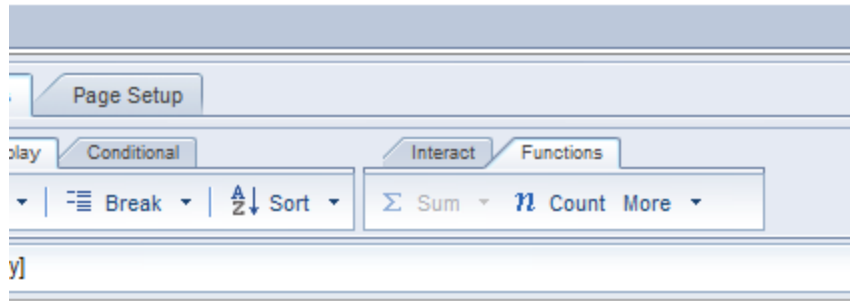 Page Setup
play Conditional Interact Functions
Break Sort Σ Sum n Count More
y]